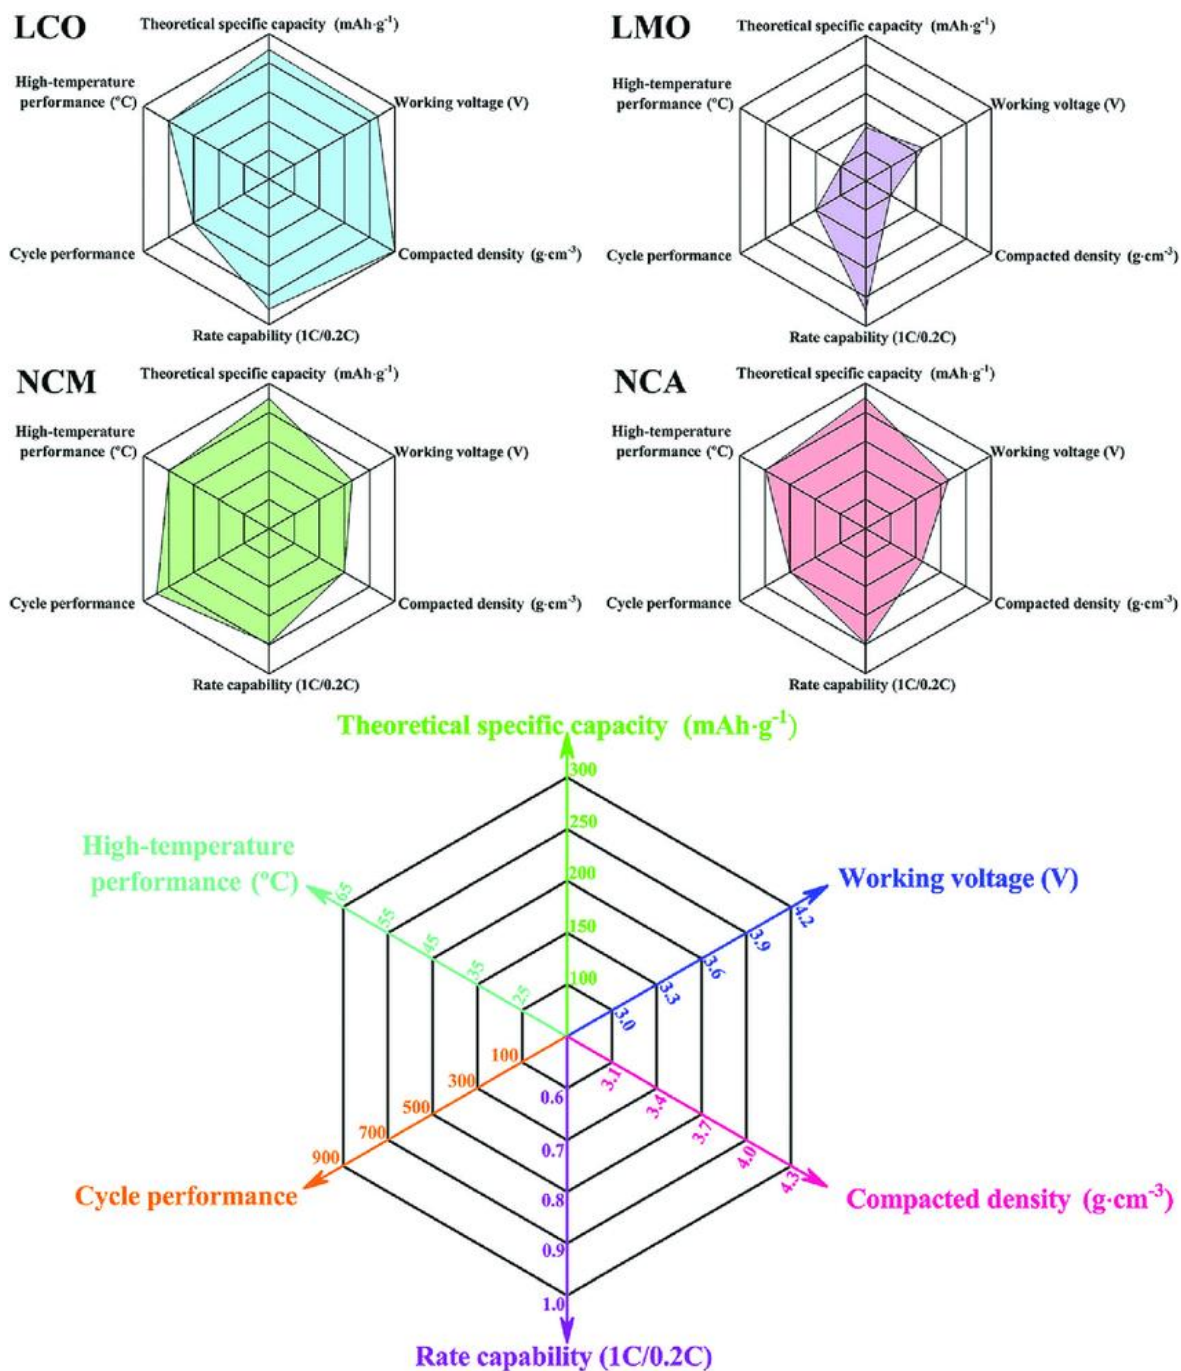 LCO
Theoretical specific capacity (mAh·g⁻¹)
High-temperature
performance (ºC)
Working voltage (V)
Cycle performance
Compacted density (g·cm⁻³)
Rate capability (1C/0.2C)
LMO
Theoretical specific capacity (mAh·g⁻¹)
High-temperature
performance (ºC)
Working voltage (V)
Cycle performance
Compacted density (g·cm⁻³)
Rate capability (1C/0.2C)
NCM
Theoretical specific capacity (mAh·g⁻¹)
High-temperature
performance (ºC)
Working voltage (V)
Cycle performance
Compacted density (g·cm⁻³)
Rate capability (1C/0.2C)
NCA
Theoretical specific capacity (mAh·g⁻¹)
High-temperature
performance (ºC)
Working voltage (V)
Cycle performance
Compacted density (g·cm⁻³)
Rate capability (1C/0.2C)
Theoretical specific capacity (mAh·g⁻¹)
300
250
200
150
100
High-temperature
performance (ºC)
65
55
45
35
25
Working voltage (V)
4.2
3.9
3.6
3.3
3.0
100
300
500
700
900
Cycle performance
3.1
3.4
3.7
4.0
4.3
Compacted density (g·cm⁻³)
0.6
0.7
0.8
0.9
1.0
Rate capability (1C/0.2C)